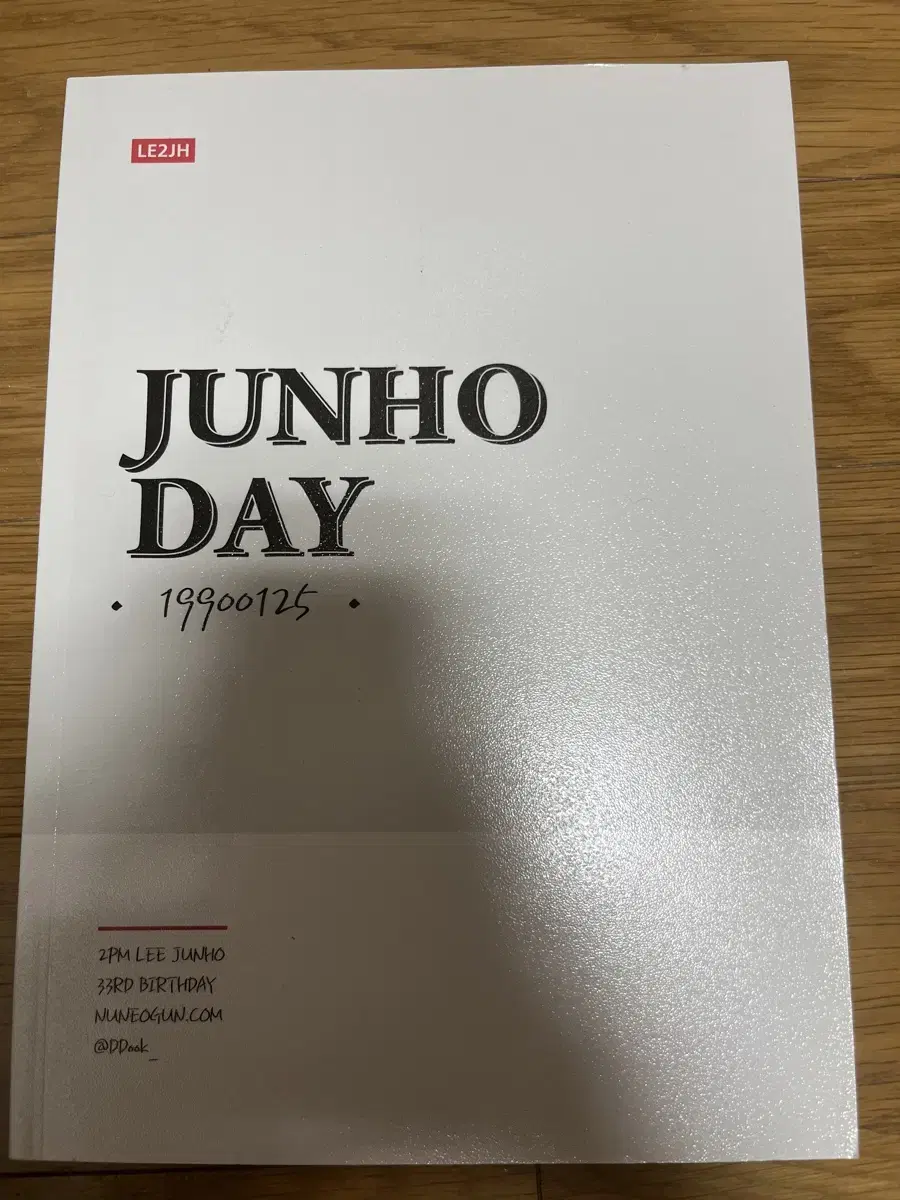 LE2JH
JUNHO
DAY
• 19900125 •
2PM LEE JUNHO
33RD BIRTHDAY
NUNEOGUN.COM
@DDook_